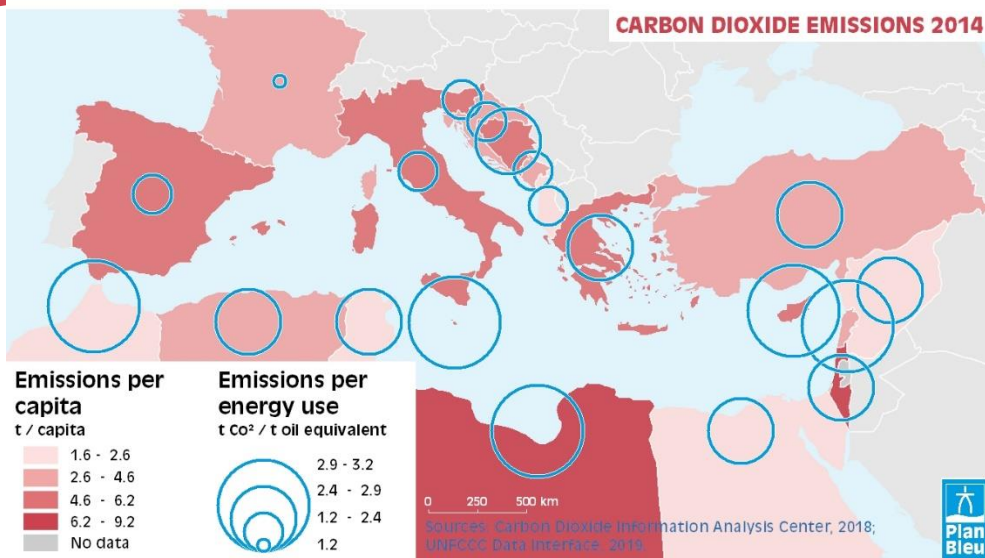 CARBON DIOXIDE EMISSIONS 2014
Emissions per
capita
t / capita
1.6 - 2.6
2.6 - 4.6
4.6 - 6.2
6.2 - 9.2
No data
Emissions per
energy use
t Co² / t oil equivalent
2.9 - 3.2
2.4 - 2.9
1.2 - 2.4
1.2
0 250 500 km
Sources: Carbon Dioxide Information Analysis Center, 2018;
UNFCCC Data Interface, 2019.
Plan
Bleu